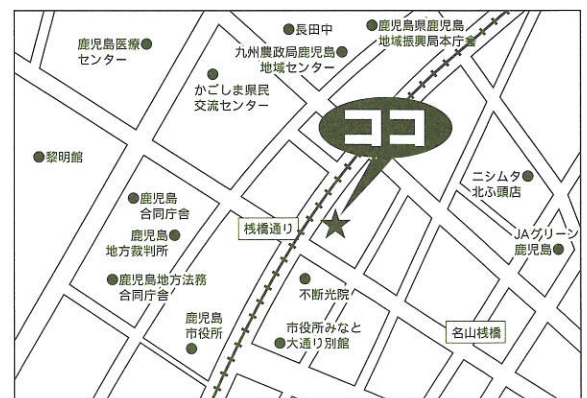 長田中
鹿児島県鹿児島
地域振興局本庁舎
鹿児島医療
センター
九州農政局鹿児島
地域センター
かごしま県民
交流センター
ココ
黎明館
ニシムタ
北ふ頭店
鹿児島
合同庁舎
桟橋通り
鹿児島
地方裁判所
JAグリーン
鹿児島
鹿児島地方法務
合同庁舎
不断光院
鹿児島
市役所
市役所みなと
大通り別館
名山桟橋